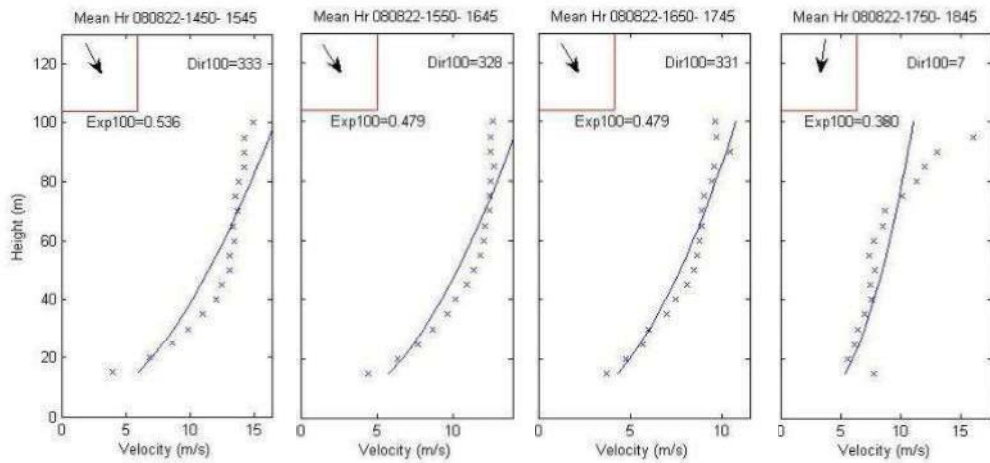 Mean Hr 080822-1450- 1545
Mean Hr 080822-1550- 1645
Mean Hr 080822-1650- 1745
Mean Hr 080822-1750- 1845
Dir100=333
Dir100=328
Dir100=331
Dir100=7
Exp100=0.536
Exp100=0.479
Exp100=0.479
Exp100=0.380
Height (m)
120
100
80
60
40
20
0
0 5 10 15
0 5 10
0 5 10
0 5 10 15
Velocity (m/s)
Velocity (m/s)
Velocity (m/s)
Velocity (m/s)